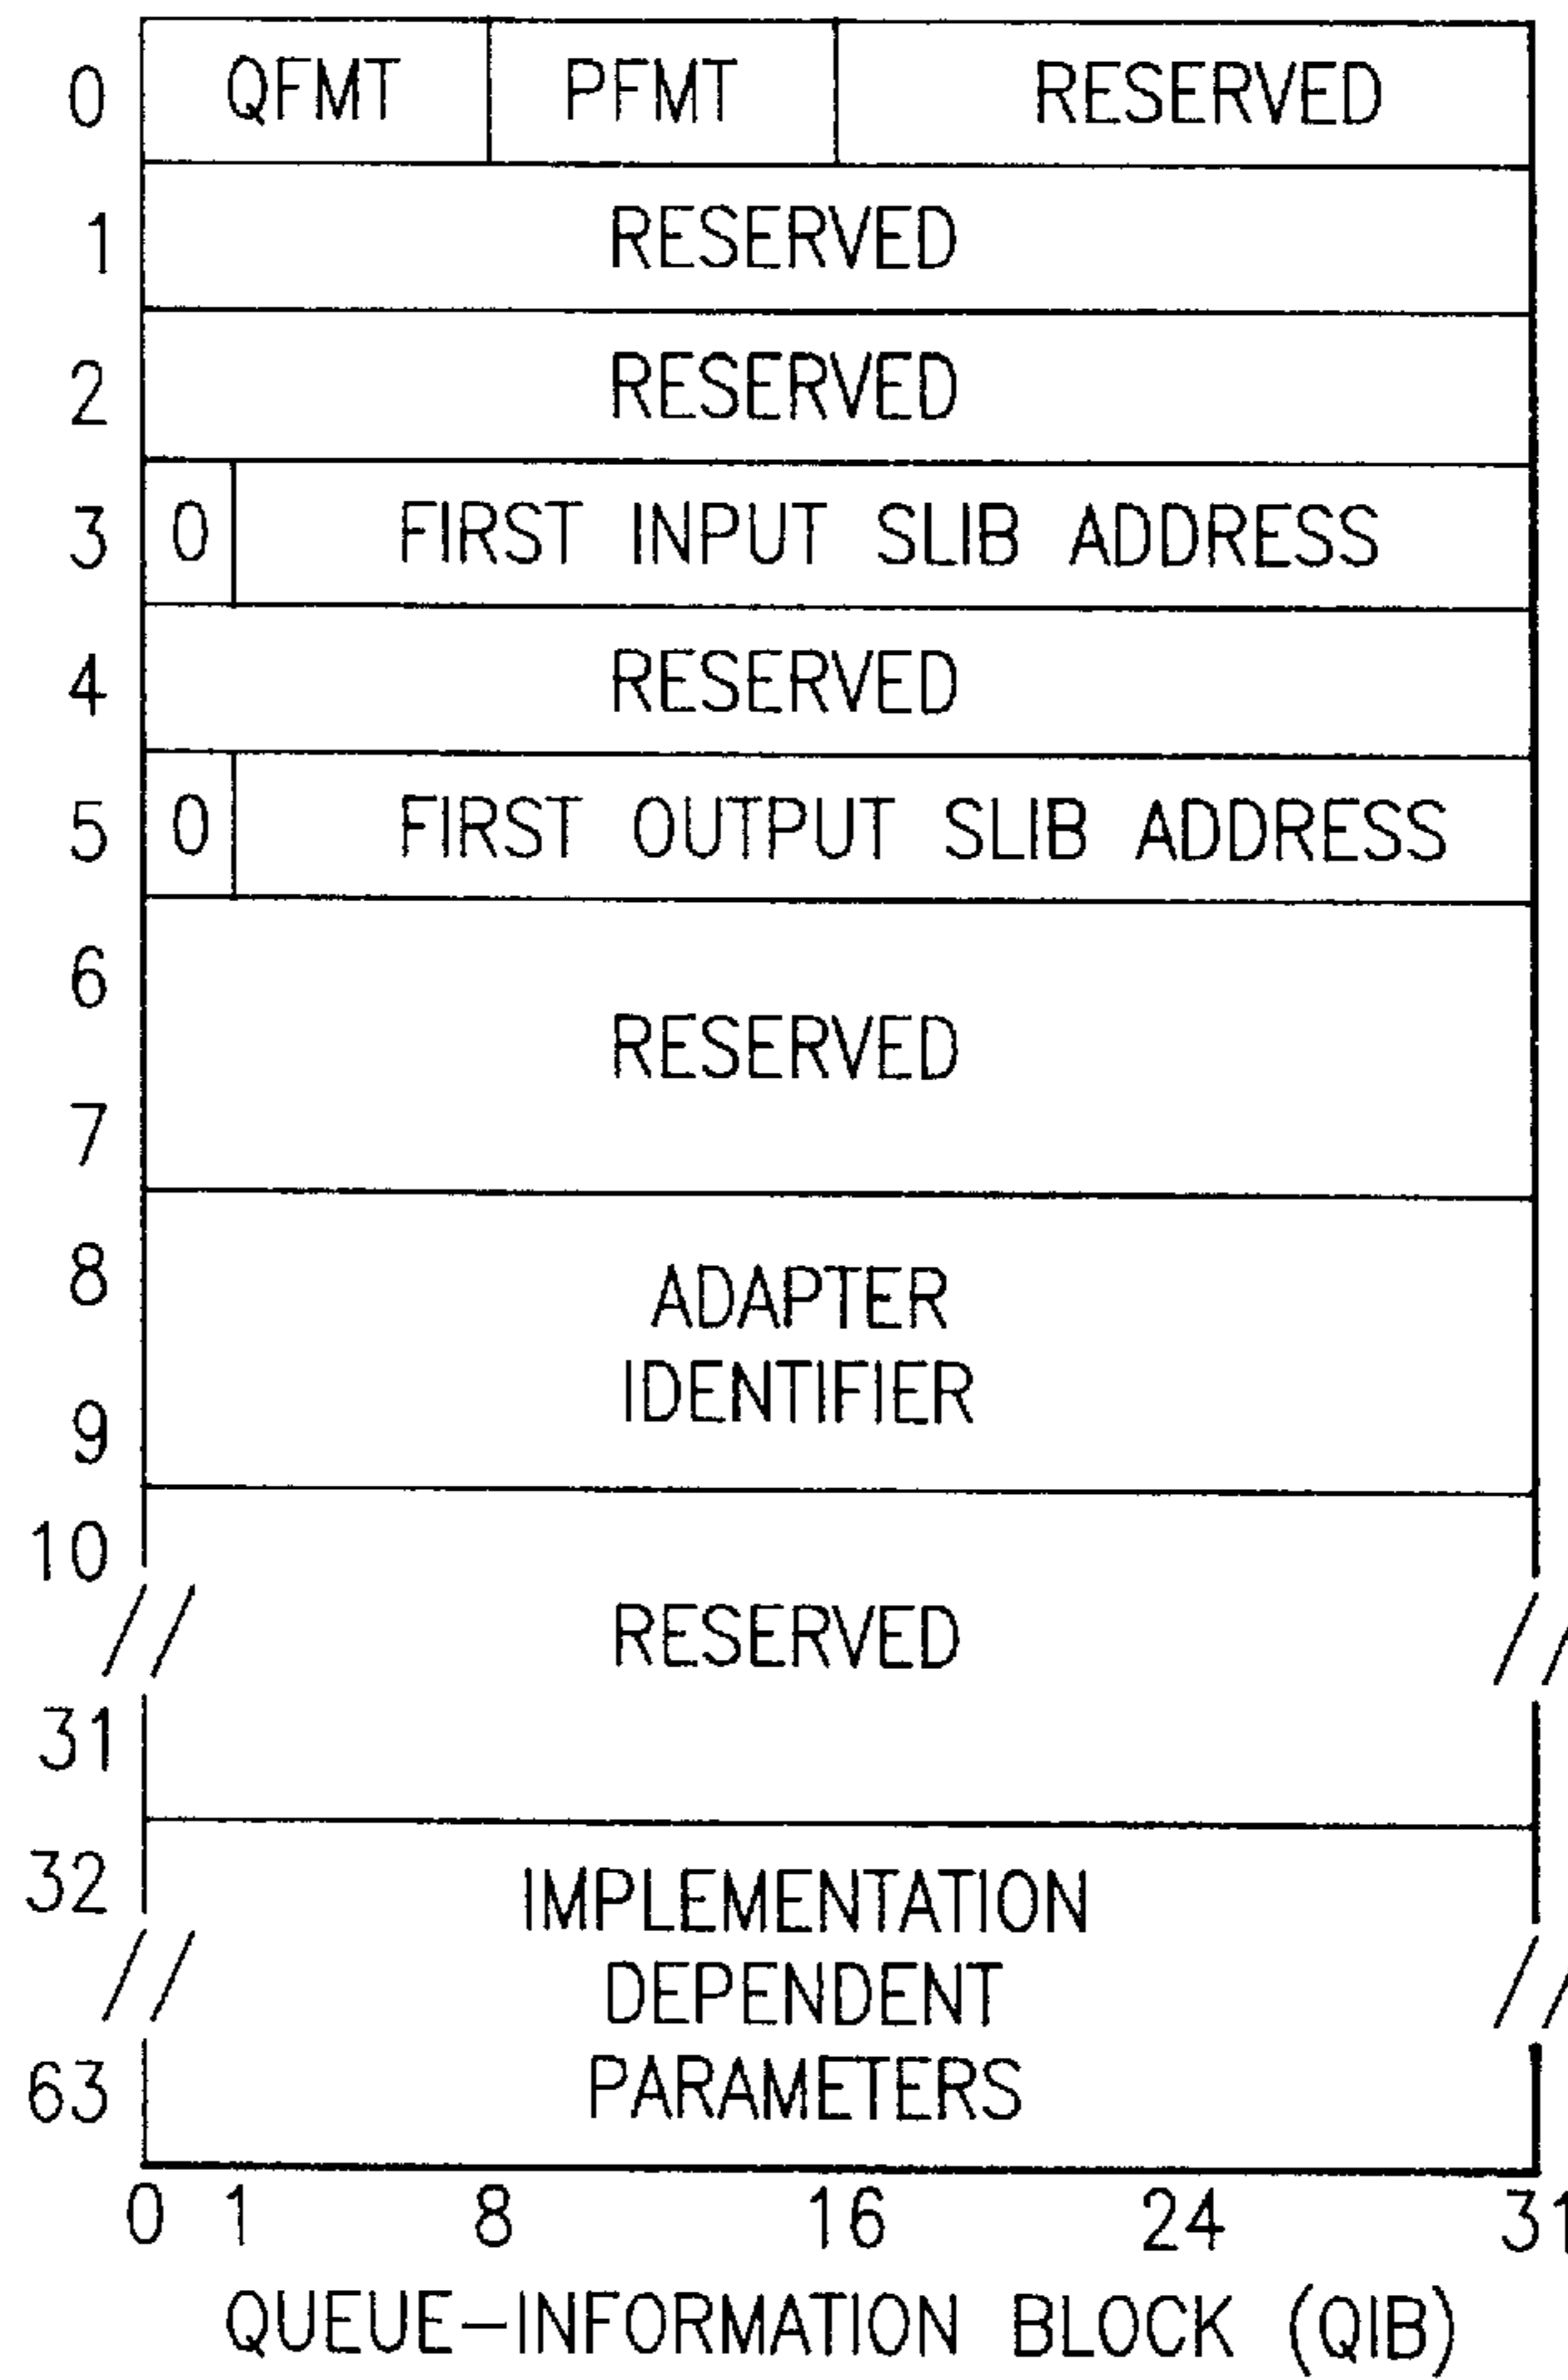 0 QFMT PFMT RESERVED
1 RESERVED
2 RESERVED
3 0 FIRST INPUT SLIB ADDRESS
4 RESERVED
5 0 FIRST OUTPUT SLIB ADDRESS
6
RESERVED
7
8
ADAPTER
IDENTIFIER
9
10
RESERVED
31
32
IMPLEMENTATION
DEPENDENT
PARAMETERS
63
0 1 8 16 24 31
QUEUE-INFORMATION BLOCK (QIB)